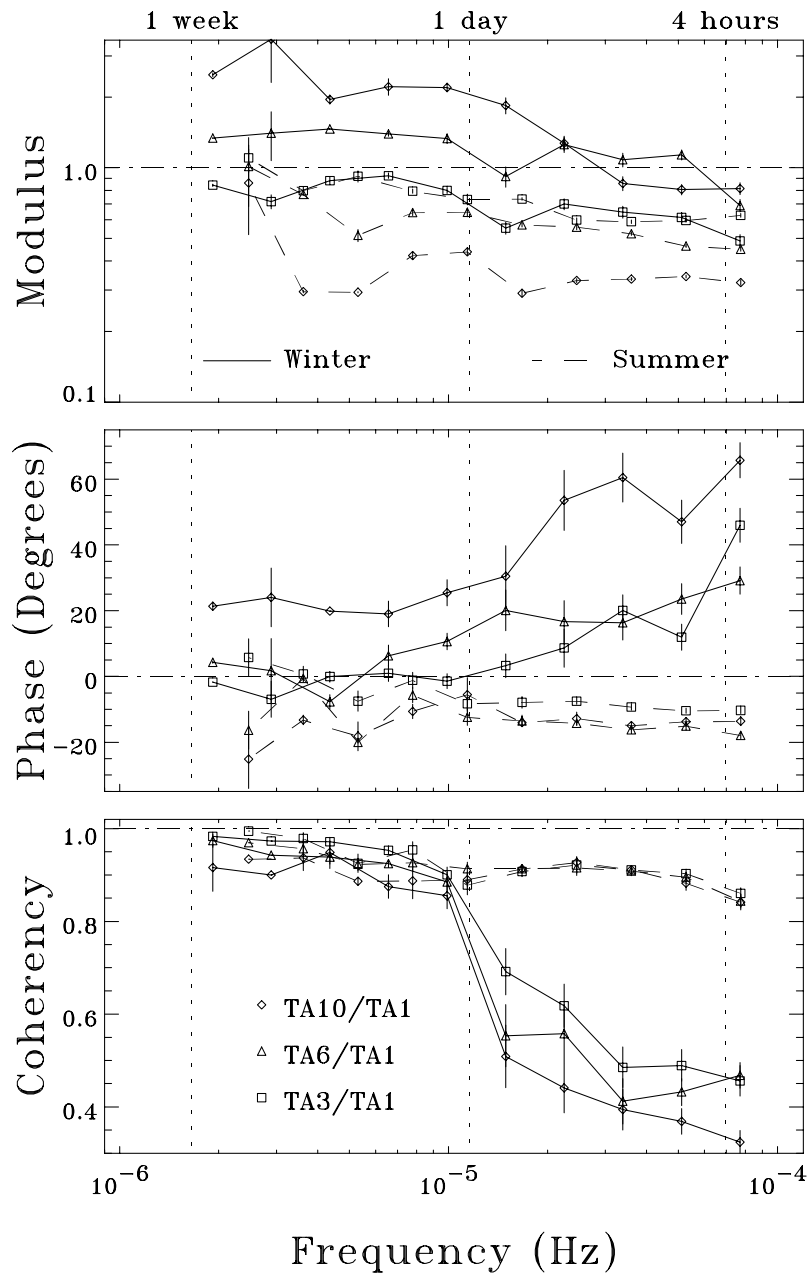 1 week 1 day 4 hours
Modulus
1.0
0.1
Winter Summer
Phase (Degrees)
60
40
20
0
-20
Coherency
1.0
0.8
0.6
0.4
TA10/TA1
TA6/TA1
TA3/TA1
10^-6 10^-5 10^-4
Frequency (Hz)